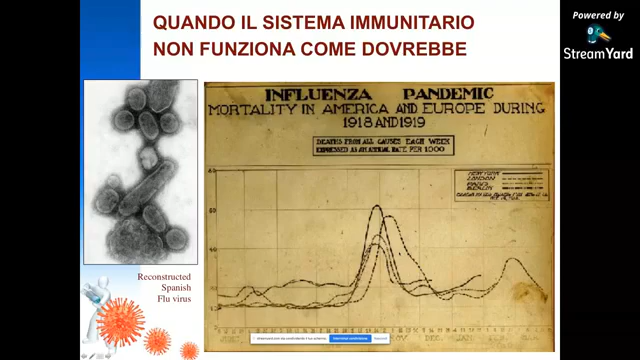 QUANDO IL SISTEMA IMMUNITARIO
NON FUNZIONA COME DOVREBBE
Powered by
StreamYard
INFLUENZA PANDEMIC
MORTALITY IN AMERICA AND EUROPE DURING
1918 AND 1919
DEATHS FROM ALL CAUSES EACH WEEK
EXPRESSED AS AN ANNUAL RATE PER 1000
NEW YORK
LONDON
PARIS
BERLIN
Reconstructed
Spanish
Flu virus
NOV.
DEC.